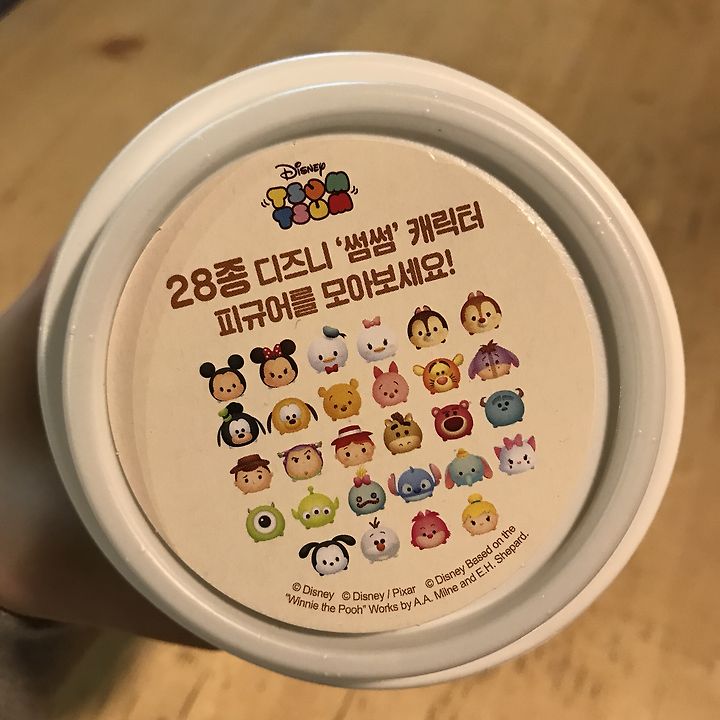 Disney
TSUM
TSUM
28종 디즈니 ‘썸썸’ 캐릭터
피규어를 모아보세요!
© Disney © Disney / Pixar © Disney Based on the
"Winnie the Pooh" Works by A.A. Milne and E.H. Shepard.